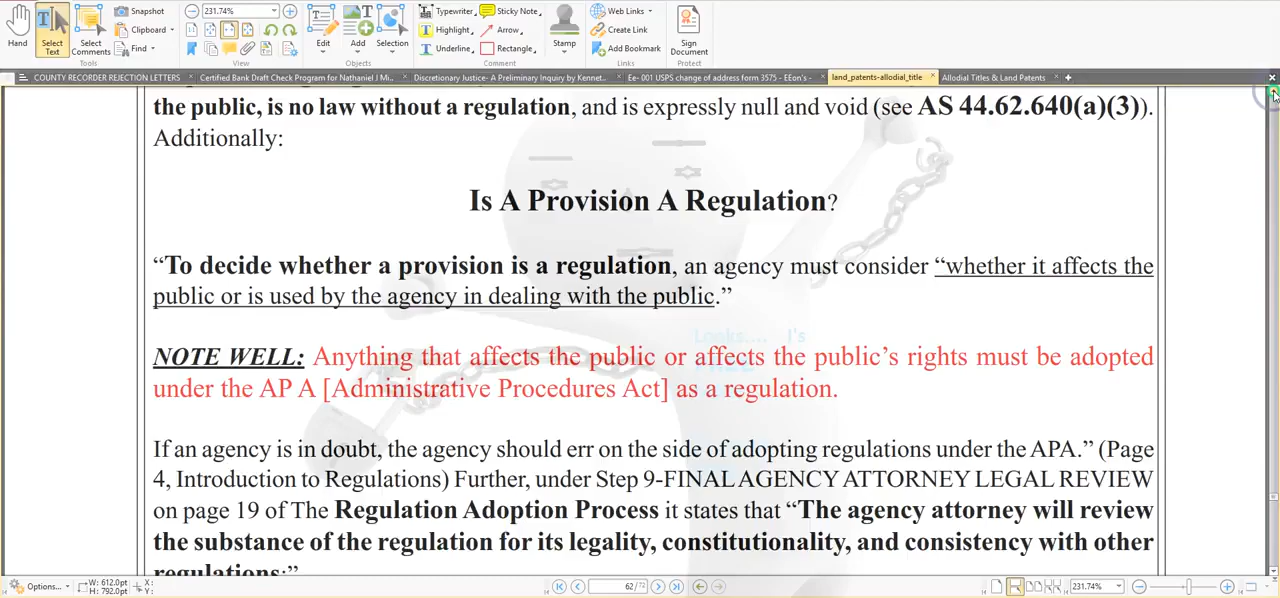 Snapshot
231.74%
Typewriter
Sticky Note
Web Links
Clipboard
Highlight
Arrow
Create Link
Find
Underline
Rectangle
Add Bookmark
Hand
Select Text
Select Comments
Edit
Add
Selection
Stamp
Sign Document
Tools
View
Objects
Comment
Links
Protect
COUNTY RECORDER REJECTION LETTERS
Certified Bank Draft Check Program for Nathaniel J Mi...
Discretionary Justice- A Preliminary Inquiry by Kennet...
Ee- 001 USPS change of address form 3575 - EEon's -
land_patents-allodial_title
Allodial Titles & Land Patents
the public, is no law without a regulation, and is expressly null and void (see AS 44.62.640(a)(3)).
Additionally:
Is A Provision A Regulation?
“To decide whether a provision is a regulation, an agency must consider “whether it affects the
public or is used by the agency in dealing with the public.”
NOTE WELL: Anything that affects the public or affects the public’s rights must be adopted
under the AP A [Administrative Procedures Act] as a regulation.
If an agency is in doubt, the agency should err on the side of adopting regulations under the APA.” (Page
4, Introduction to Regulations) Further, under Step 9-FINAL AGENCY ATTORNEY LEGAL REVIEW
on page 19 of The Regulation Adoption Process it states that “The agency attorney will review
the substance of the regulation for its legality, constitutionality, and consistency with other
regulations;”
Options...
W: 612.0pt
H: 792.0pt
X:
Y:
62 / 72
231.74%